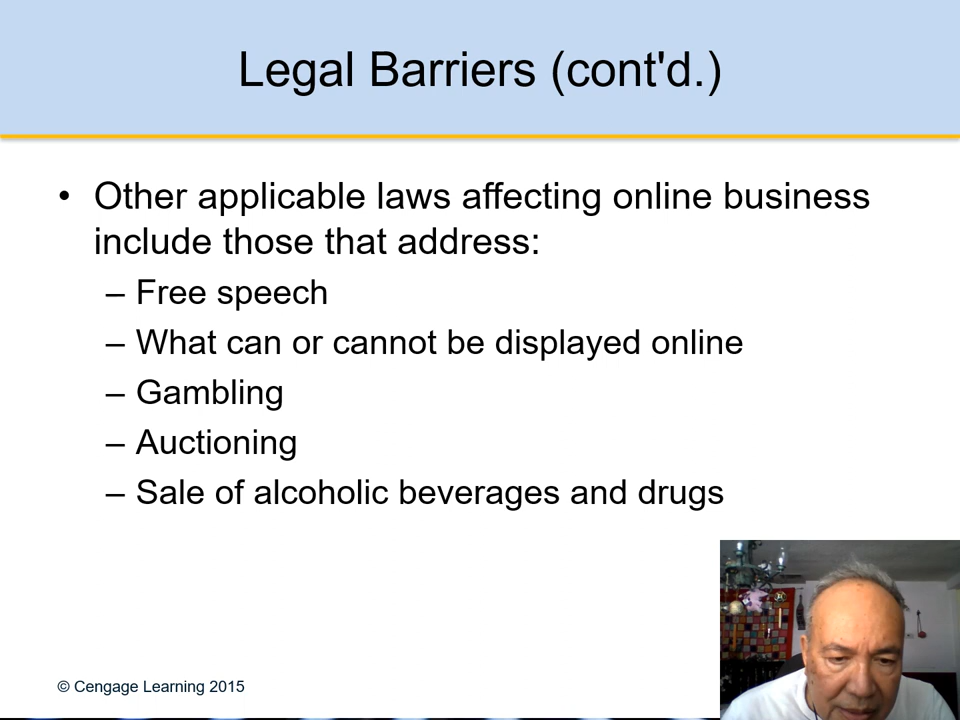 Legal Barriers (cont'd.)
• Other applicable laws affecting online business
include those that address:
– Free speech
– What can or cannot be displayed online
– Gambling
– Auctioning
– Sale of alcoholic beverages and drugs
© Cengage Learning 2015